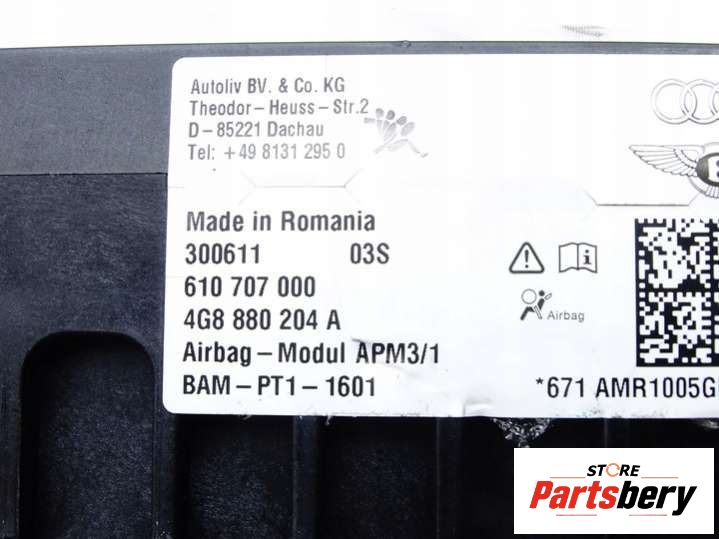 Autoliv BV. & Co. KG
Theodor-Heuss-Str.2
D-85221 Dachau
Tel: +49 8131 295 0
Made in Romania
300611 03S
610 707 000
4G8 880 204 A
Airbag-Modul APM3/1
BAM-PT1-1601
Airbag
*671 AMR1005G
STORE
Partsbery